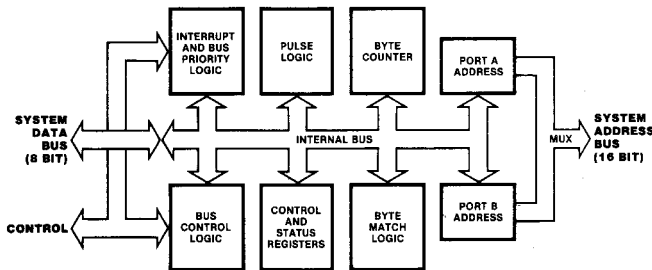 INTERRUPT
AND BUS
PRIORITY
LOGIC
PULSE
LOGIC
BYTE
COUNTER
PORT A
ADDRESS
SYSTEM
DATA
BUS
(8 BIT)
INTERNAL BUS
MUX
SYSTEM
ADDRESS
BUS
(16 BIT)
CONTROL
BUS
CONTROL
LOGIC
CONTROL
AND
STATUS
REGISTERS
BYTE
MATCH
LOGIC
PORT B
ADDRESS